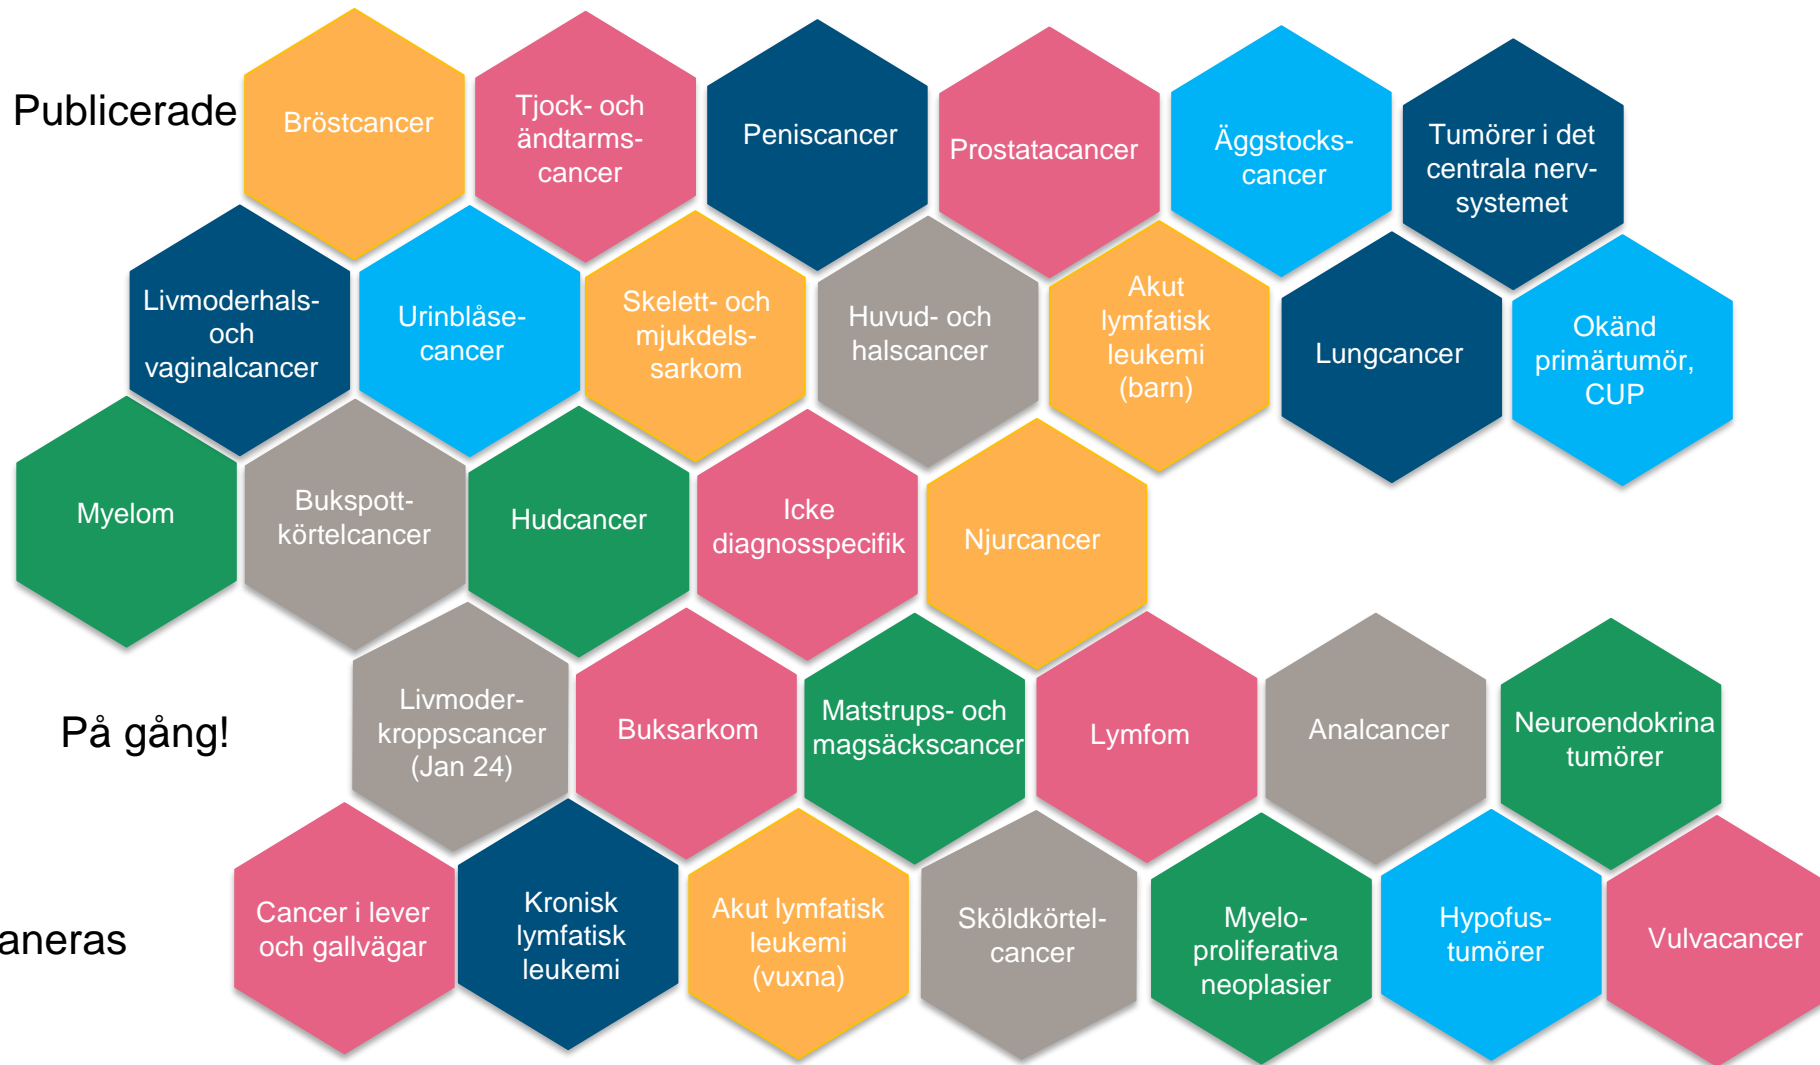 Publicerade
Bröstcancer
Tjock- och
ändtarms-
cancer
Peniscancer
Prostatacancer
Äggstocks-
cancer
Tumörer i det
centrala nerv-
systemet
Livmoderhals-
och
vaginalcancer
Urinblåse-
cancer
Skelett- och
mjukdels-
sarkom
Huvud- och
halscancer
Akut
lymfatisk
leukemi
(barn)
Lungcancer
Okänd
primärtumör,
CUP
Myelom
Bukspott-
körtelcancer
Hudcancer
Icke
diagnosspecifik
Njurcancer
På gång!
Livmoder-
kroppscancer
(Jan 24)
Buksarkom
Matstrups- och
magsäckscancer
Lymfom
Analcancer
Neuroendokrina
tumörer
aneras
Cancer i lever
och gallvägar
Kronisk
lymfatisk
leukemi
Akut lymfatisk
leukemi
(vuxna)
Sköldkörtel-
cancer
Myelo-
proliferativa
neoplasier
Hypofus-
tumörer
Vulvacancer